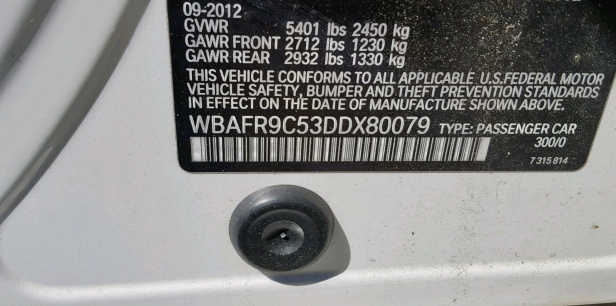 09-2012
GVWR 5401 lbs 2450 kg
GAWR FRONT 2712 lbs 1230 kg
GAWR REAR 2932 lbs 1330 kg
THIS VEHICLE CONFORMS TO ALL APPLICABLE U.S.FEDERAL MOTOR
VEHICLE SAFETY, BUMPER AND THEFT PREVENTION STANDARDS
IN EFFECT ON THE DATE OF MANUFACTURE SHOWN ABOVE.
WBAFR9C53DDX80079 TYPE: PASSENGER CAR
300/0
7 315 814